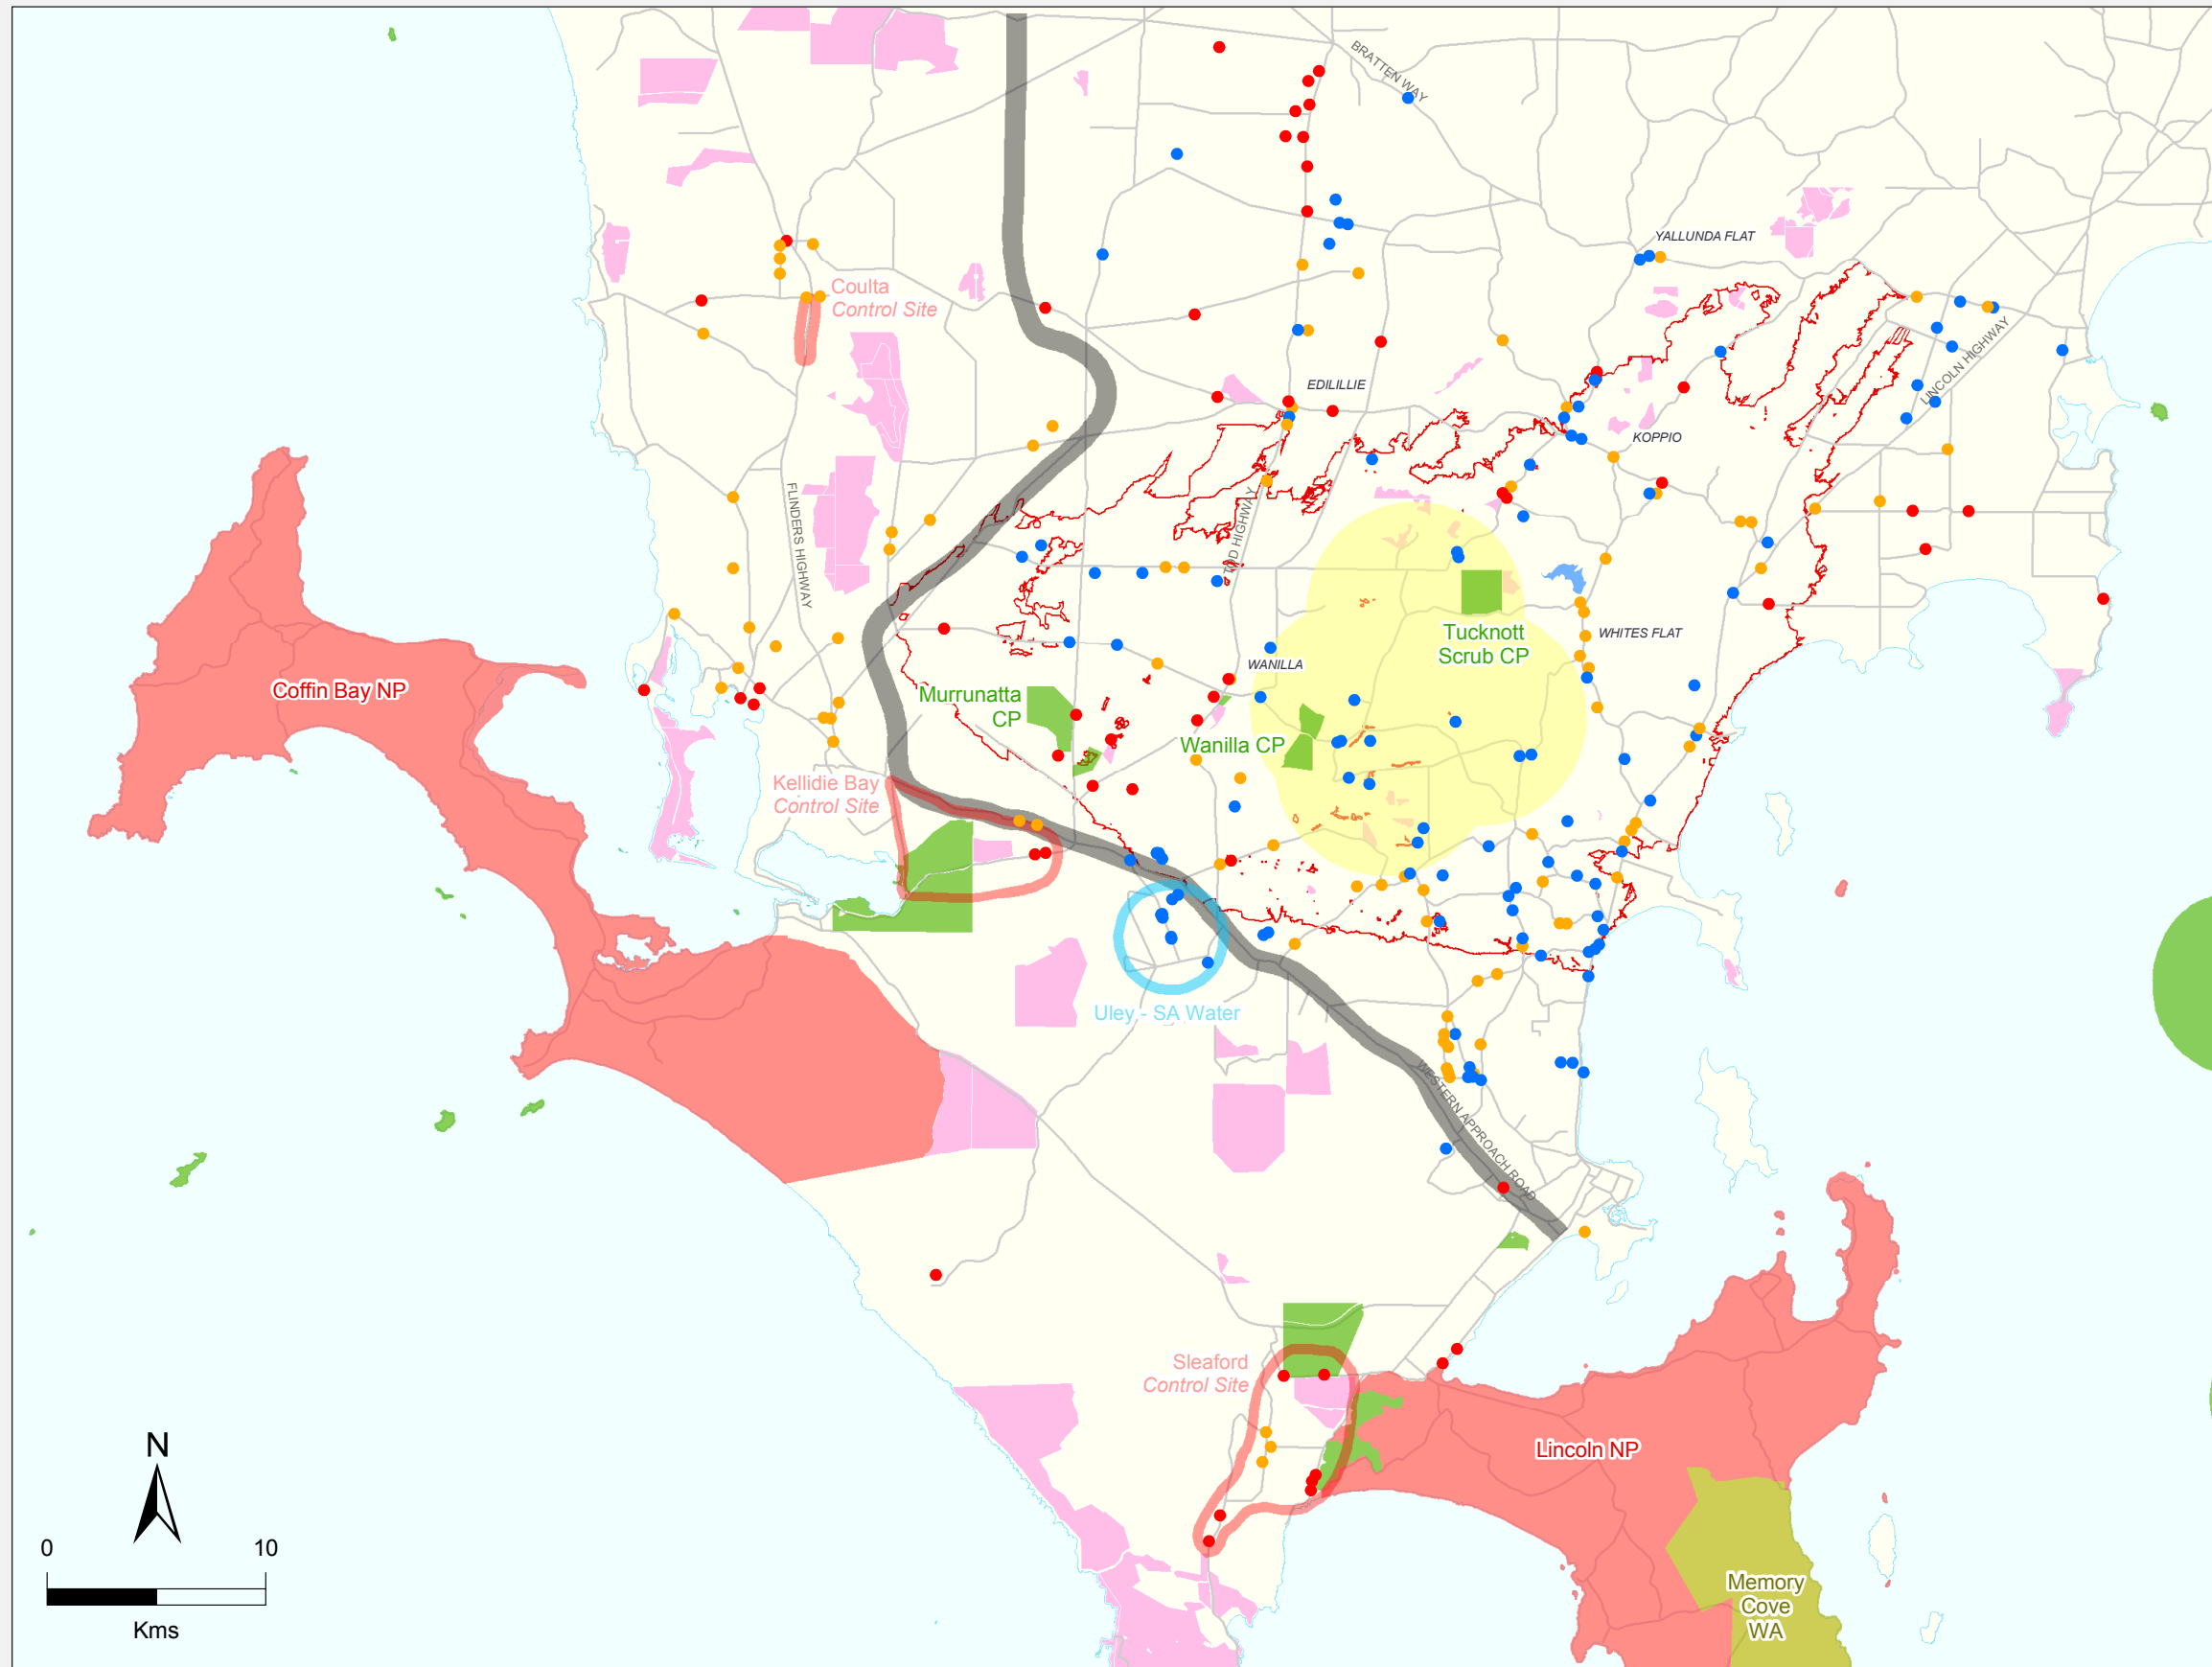 BRATTEN WAY
YALLUNDA FLAT
Coulta
Control Site
LINCOLN HIGHWAY
EDILILLIE
KOPPIO
FLINDERS HIGHWAY
TOD HIGHWAY
Tucknott
Scrub CP
WHITES FLAT
WANILLA
Coffin Bay NP
Murrunatta
CP
Wanilla CP
Kellidie Bay
Control Site
Uley - SA Water
WESTERN APPROACH ROAD
Sleaford
Control Site
Lincoln NP
N
0 10
Kms
Memory
Cove
WA